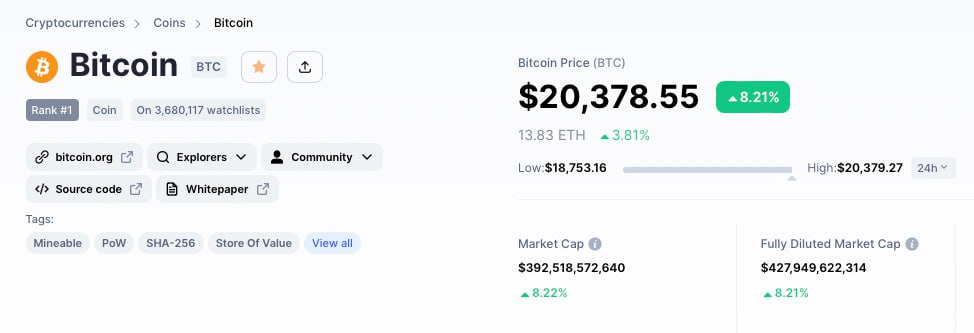 Cryptocurrencies > Coins > Bitcoin
Bitcoin BTC
Rank #1 Coin On 3,680,117 watchlists
bitcoin.org Explorers Community
Source code Whitepaper
Tags:
Mineable PoW SHA-256 Store Of Value View all
Bitcoin Price (BTC)
$20,378.55 8.21%
13.83 ETH 3.81%
Low:$18,753.16 High:$20,379.27 24h
Market Cap
$392,518,572,640
8.22%
Fully Diluted Market Cap
$427,949,622,314
8.21%